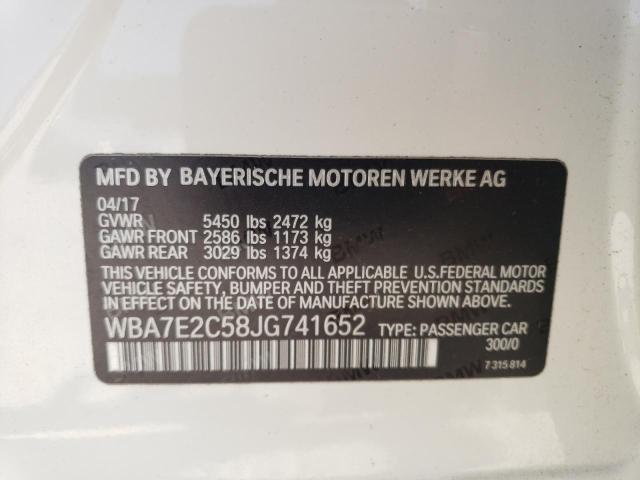 MFD BY BAYERISCHE MOTOREN WERKE AG
04/17
GVWR 5450 lbs 2472 kg
GAWR FRONT 2586 lbs 1173 kg
GAWR REAR 3029 lbs 1374 kg
THIS VEHICLE CONFORMS TO ALL APPLICABLE U.S.FEDERAL MOTOR
VEHICLE SAFETY, BUMPER AND THEFT PREVENTION STANDARDS
IN EFFECT ON THE DATE OF MANUFACTURE SHOWN ABOVE.
WBA7E2C58JG741652 TYPE: PASSENGER CAR
300/0
7 315 814